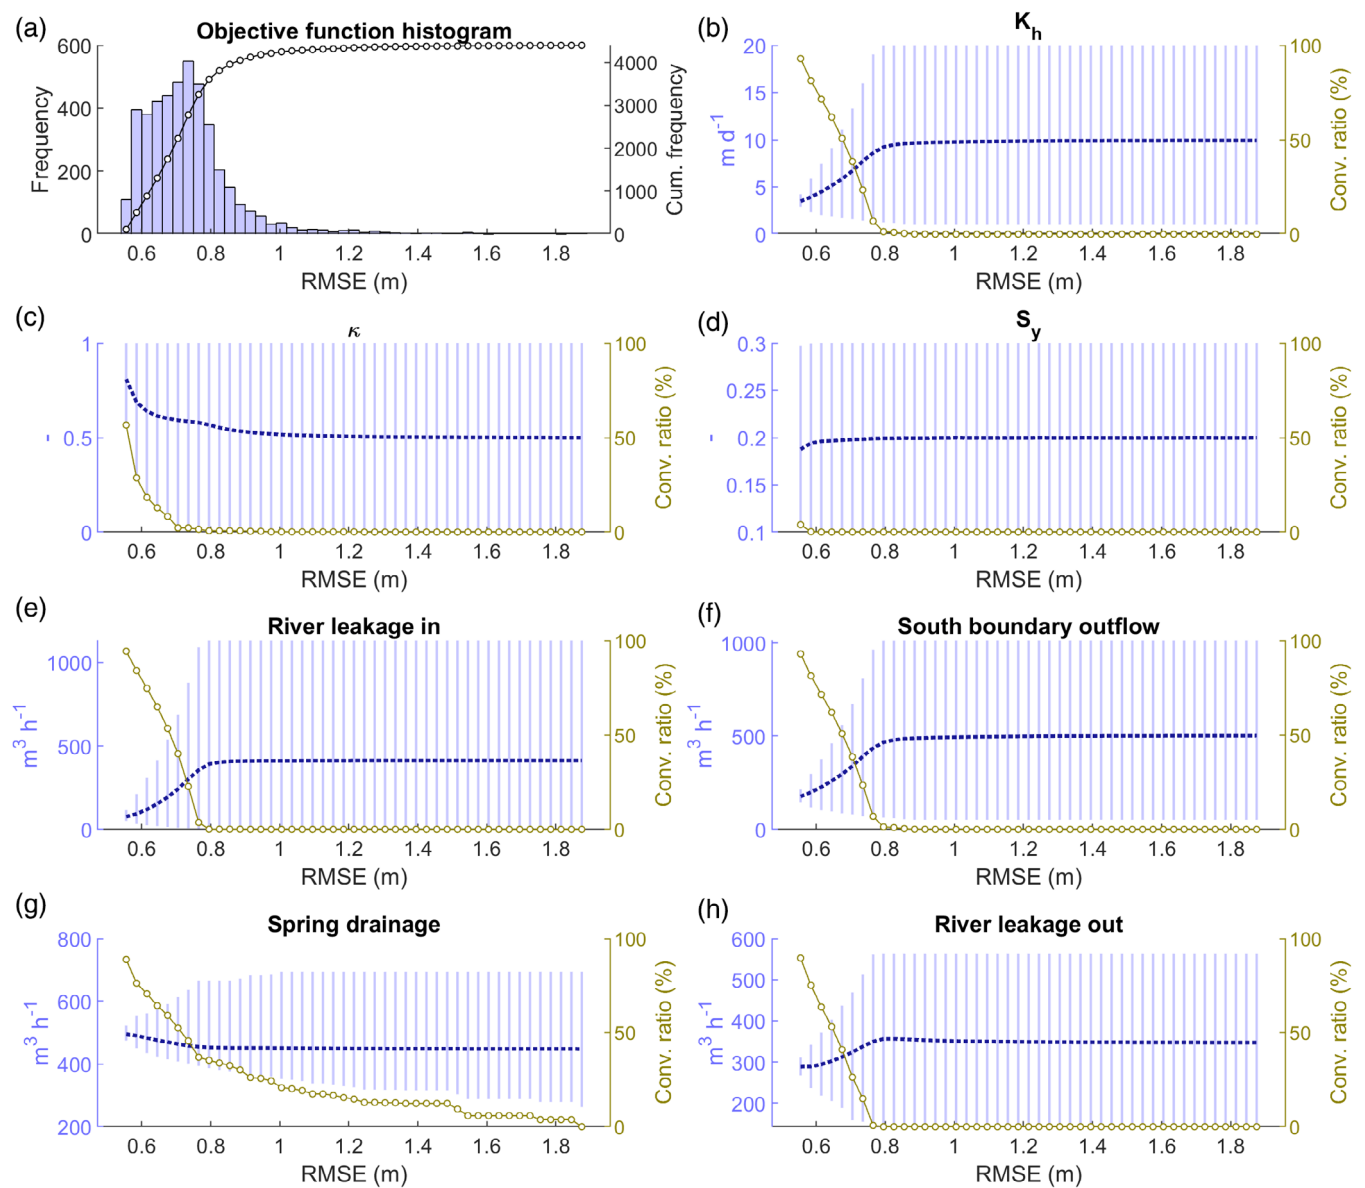 (a)
Objective function histogram
600
400
200
0
Frequency
4000
3000
2000
1000
0
Cum. frequency
0.6 0.8 1 1.2 1.4 1.6 1.8
RMSE (m)
(b)
K_h
20
15
10
5
0
m d^-1
100
50
0
Conv. ratio (%)
0.6 0.8 1 1.2 1.4 1.6 1.8
RMSE (m)
(c)
κ
1
0.5
0
-
100
50
0
Conv. ratio (%)
0.6 0.8 1 1.2 1.4 1.6 1.8
RMSE (m)
(d)
S_y
0.3
0.25
0.2
0.15
0.1
-
100
50
0
Conv. ratio (%)
0.6 0.8 1 1.2 1.4 1.6 1.8
RMSE (m)
(e)
River leakage in
1000
500
0
m^3 h^-1
100
50
0
Conv. ratio (%)
0.6 0.8 1 1.2 1.4 1.6 1.8
RMSE (m)
(f)
South boundary outflow
1000
500
0
m^3 h^-1
100
50
0
Conv. ratio (%)
0.6 0.8 1 1.2 1.4 1.6 1.8
RMSE (m)
(g)
Spring drainage
800
600
400
200
m^3 h^-1
100
50
0
Conv. ratio (%)
0.6 0.8 1 1.2 1.4 1.6 1.8
RMSE (m)
(h)
River leakage out
600
500
400
300
200
m^3 h^-1
100
50
0
Conv. ratio (%)
0.6 0.8 1 1.2 1.4 1.6 1.8
RMSE (m)